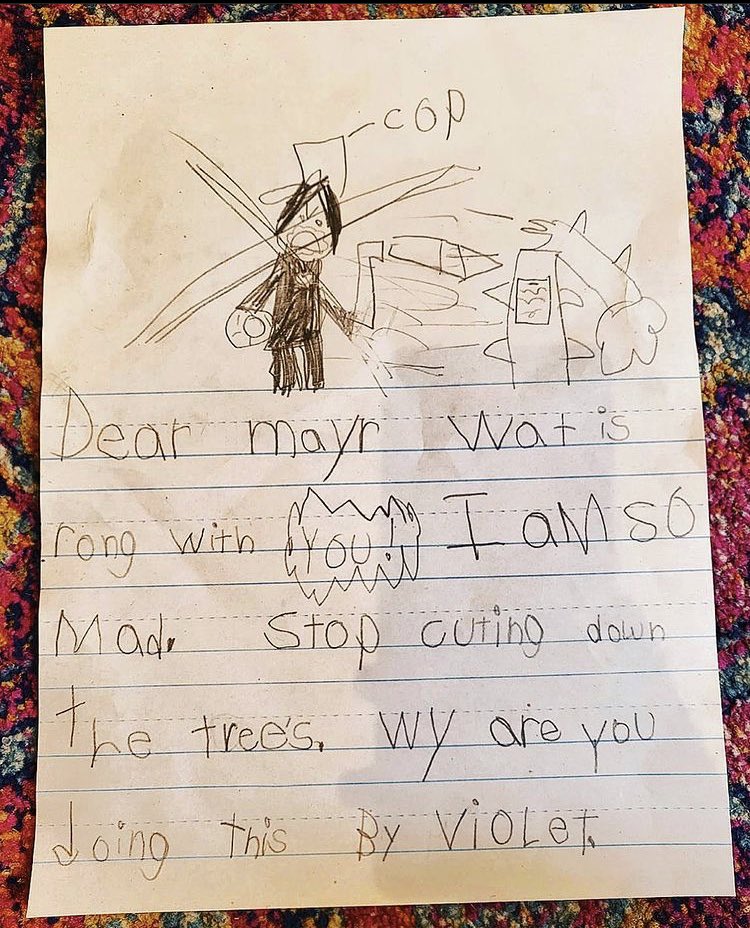 cop
Dear mayr Wat is
rong with YOU! I aM so
Mad. Stop cuting down
the tree's. Wy are you
doing this By VIOLET.